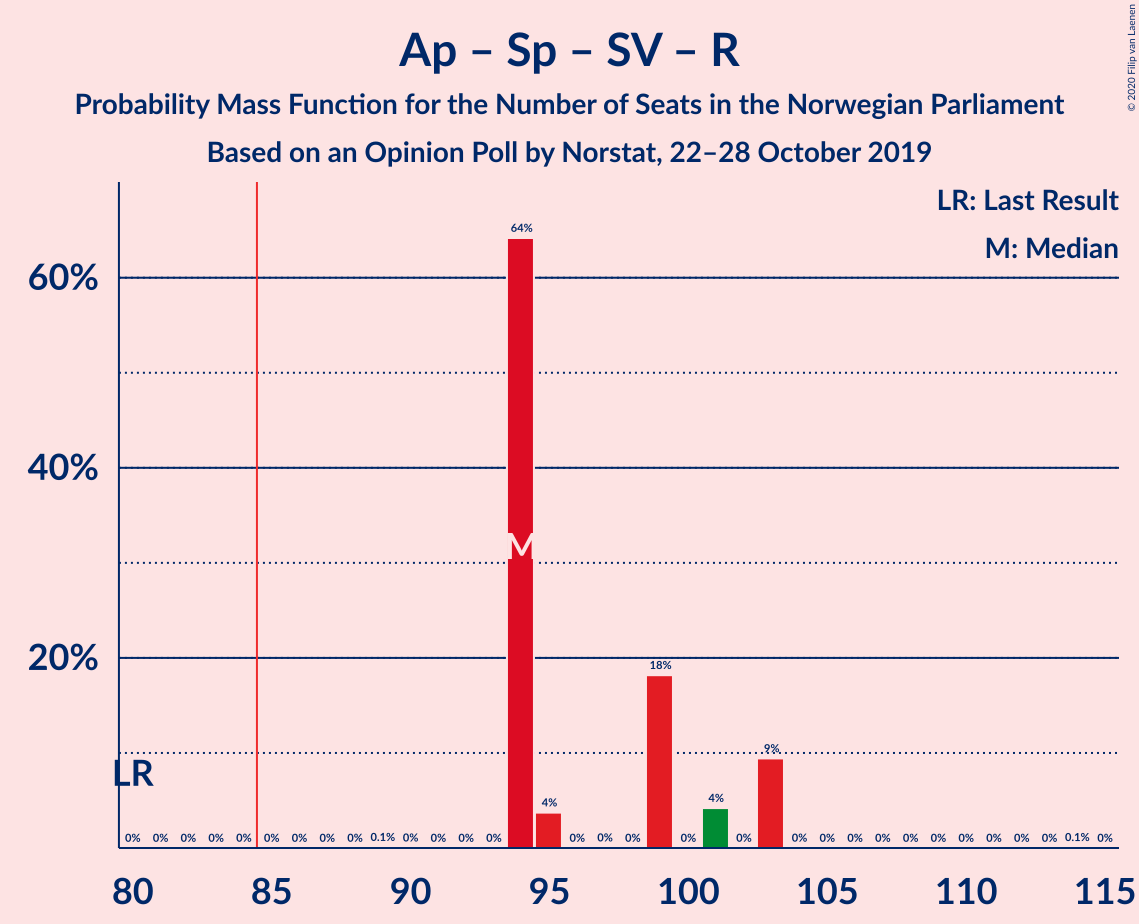 Ap – Sp – SV – R
Probability Mass Function for the Number of Seats in the Norwegian Parliament
Based on an Opinion Poll by Norstat, 22–28 October 2019
© 2020 Filip van Laenen
LR: Last Result
M: Median
60%
40%
20%
64%
M
18%
9%
4%
4%
LR
0% 0% 0% 0% 0% 0% 0% 0% 0% 0.1% 0% 0% 0% 0% 0% 0% 0% 0% 0% 0% 0% 0% 0% 0% 0% 0% 0% 0% 0.1% 0%
80 85 90 95 100 105 110 115